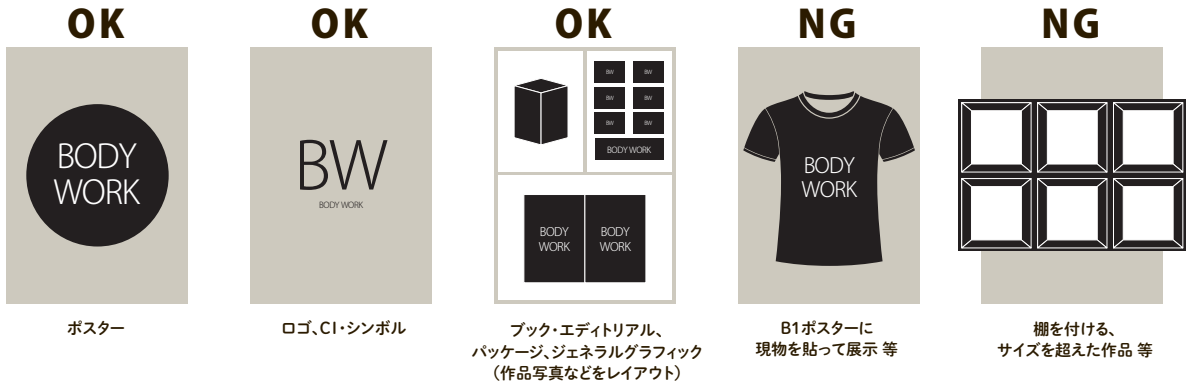 OK
BODY
WORK
ポスター
OK
BW
BODY WORK
ロゴ、CI・シンボル
OK
BW
BW
BW
BW
BW
BW
BODY WORK
BODY
WORK
BODY
WORK
ブック・エディトリアル、
パッケージ、ジェネラルグラフィック
（作品写真などをレイアウト）
NG
BODY
WORK
B1ポスターに
現物を貼って展示 等
NG
棚を付ける、
サイズを超えた作品 等